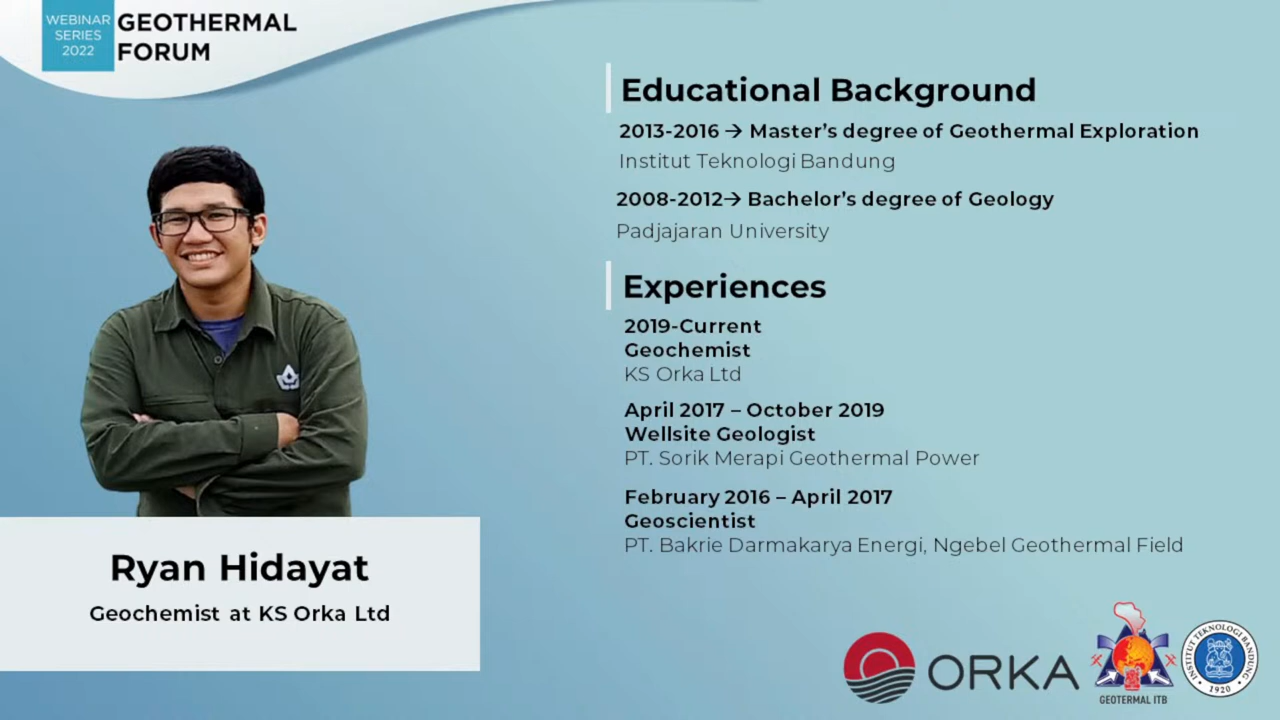 WEBINAR
SERIES
2022
GEOTHERMAL
FORUM
Ryan Hidayat
Geochemist at KS Orka Ltd
Educational Background
2013-2016 → Master’s degree of Geothermal Exploration
Institut Teknologi Bandung
2008-2012→ Bachelor’s degree of Geology
Padjajaran University
Experiences
2019-Current
Geochemist
KS Orka Ltd
April 2017 – October 2019
Wellsite Geologist
PT. Sorik Merapi Geothermal Power
February 2016 – April 2017
Geoscientist
PT. Bakrie Darmakarya Energi, Ngebel Geothermal Field
ORKA
GEOTERMAL ITB
INSTITUT TEKNOLOGI BANDUNG
1920